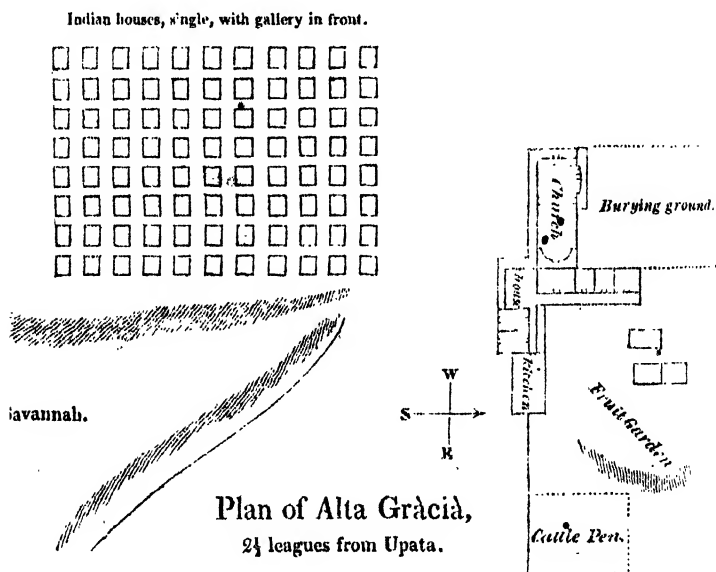 Indian houses, single, with gallery in front.
Church
Burying ground.
House
Kitchen
Fruit Garden
W
S
E
Savannah.
Plan of Alta Gràcià,
2½ leagues from Upata.
Cattle Pen.